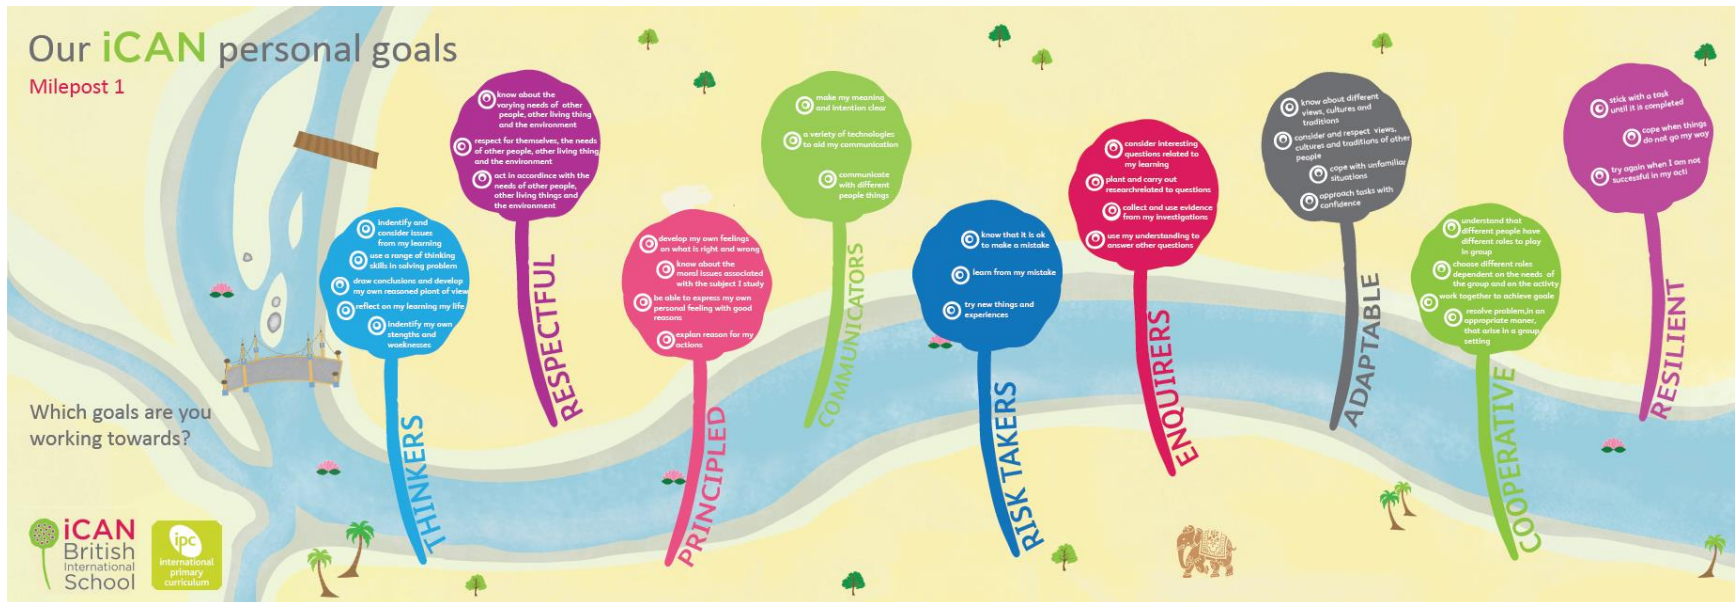 Our iCAN personal goals
Milepost 1
indentify and
consider issues
from my learning
use a range of thinking
skills in solving problem
draw conclusions and develop
my own reasoned plont of view
reflect on my learning my life
indentify my own
stengths and
waeknesses
THINKERS
know about the
varying needs of other
people, other living thing
and the environment
respect for themselves, the needs
of other people, other living thing
and the environment
act in accordince with the
needs of other people,
other living things and
the environment
RESPECTFUL
develop my own feelings
on what is right and wrong
know about the
moral issues associated
with the subject I study
be able to express my own
personal feeling with good
reasons
explan reason for my
actions
PRINCIPLED
make my meaning
and intention clear
a veriety of technologies
to aid my communication
communicate
with different
people things
COMMUNICATORS
know that it is ok
to make a mistake
learn from my mistake
try new things and
experiences
RISK TAKERS
consider interesting
questions related to
my learning
plant and carry out
researchrelated to questions
collect and use evidence
from my investigations
use my understanding to
answer other questions
ENQUIRERS
know about different
views, cultures and
traditions
consider and respect views,
cultures and traditions of other
people
cope with unfamiliar
situations
approach tasks with
confidence
ADAPTABLE
understand that
different people have
different roles to play
in group
choose different roles
dependent on the needs of
the group and on the activty
work together to achieve goale
resolve problem,in an
appropriate maner,
that arise in a group
setting
COOPERATIVE
stick with a task
until it is completed
cope when things
do not go my way
try again when I am not
successful in my acti
RESILIENT
Which goals are you
working towards?
iCAN
British
International
School
ipc
international
primary
curriculum